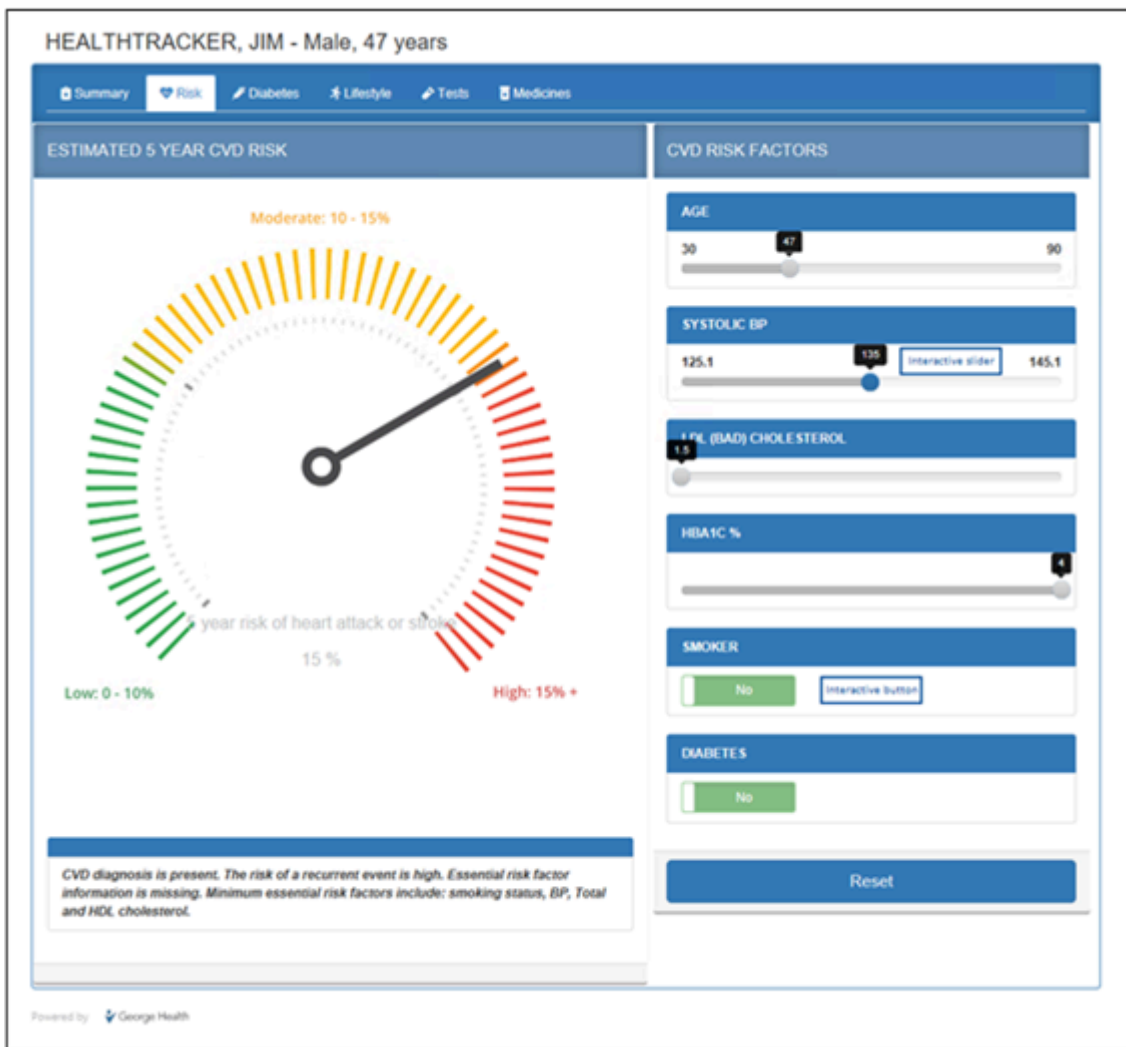 HEALTHTRACKER, JIM - Male, 47 years
Summary Risk Diabetes Lifestyle Tests Medicines
ESTIMATED 5 YEAR CVD RISK
Moderate: 10 - 15%
5 year risk of heart attack or stroke
15 %
Low: 0 - 10%
High: 15% +
CVD diagnosis is present. The risk of a recurrent event is high. Essential risk factor
information is missing. Minimum essential risk factors include: smoking status, BP, Total
and HDL cholesterol.
CVD RISK FACTORS
AGE
30 47 90
SYSTOLIC BP
125.1 135 Interactive slider 145.1
LDL (BAD) CHOLESTEROL
1.5
HBA1C %
4
SMOKER
No Interactive button
DIABETES
No
Reset
Powered by George Health